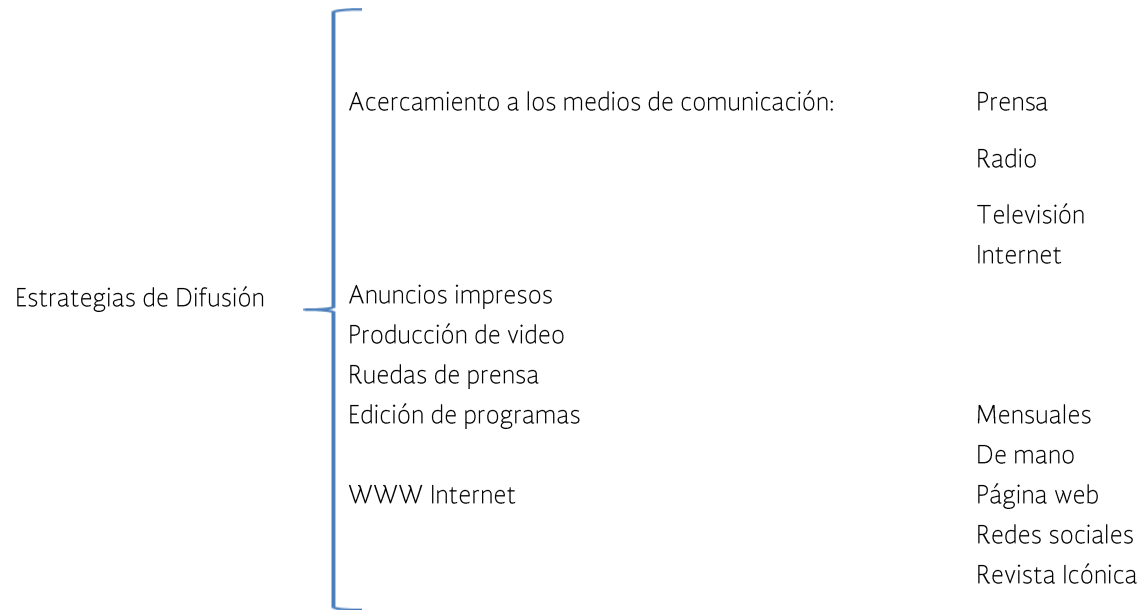 Acercamiento a los medios de comunicación: Prensa
Radio
Televisión
Internet
Estrategias de Difusión Anuncios impresos
Producción de video
Ruedas de prensa
Edición de programas Mensuales
De mano
WWW Internet Página web
Redes sociales
Revista Icónica